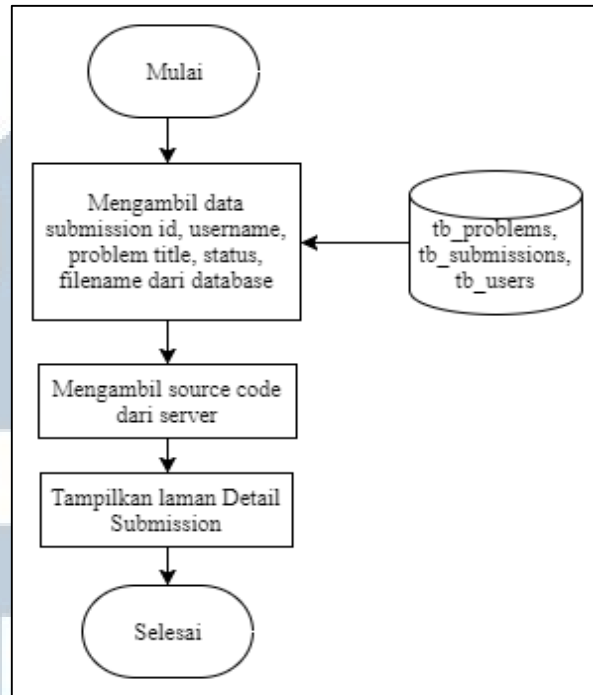 Mulai
Mengambil data
submission id, username,
problem title, status,
filename dari database
tb_problems,
tb_submissions,
tb_users
Mengambil source code
dari server
Tampilkan laman Detail
Submission
Selesai